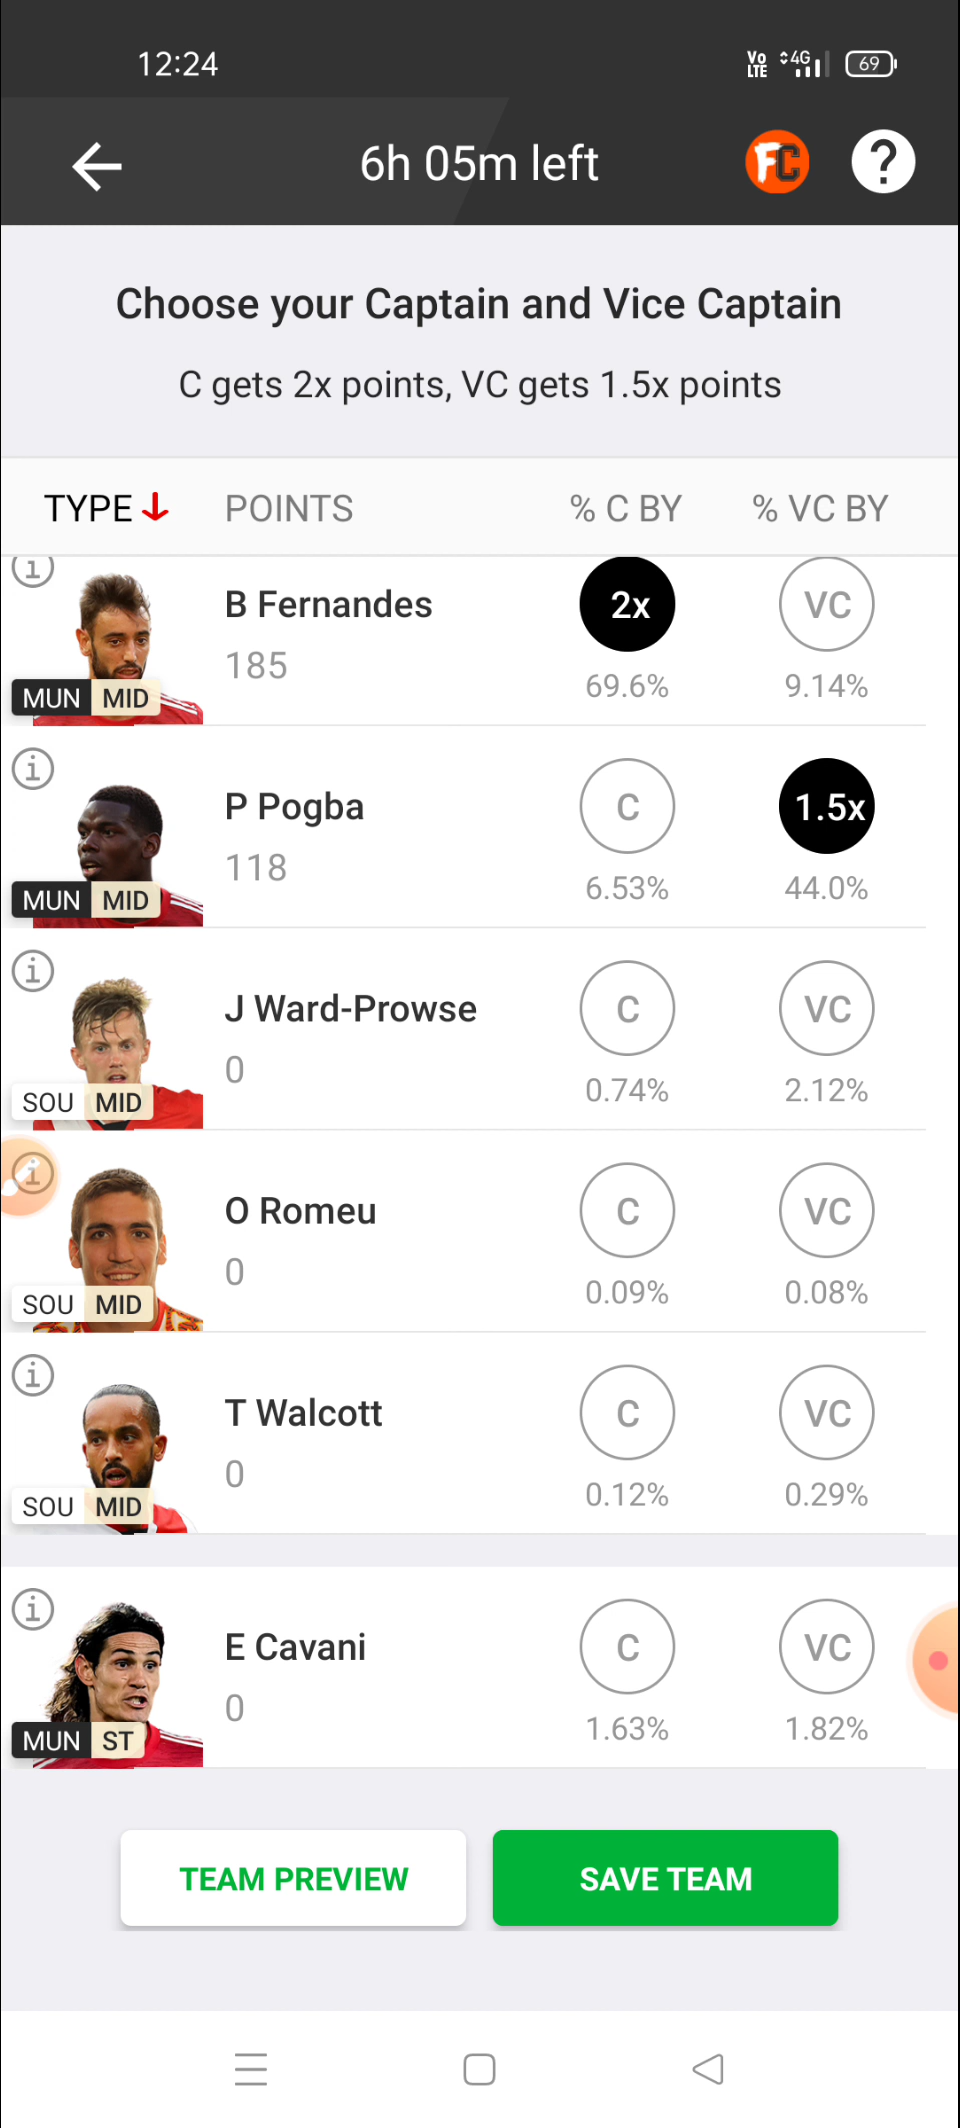 12:24
Vo LTE 4G 69
6h 05m left
FC ?
Choose your Captain and Vice Captain
C gets 2x points, VC gets 1.5x points
TYPE POINTS % C BY % VC BY
B Fernandes 2x VC
185 69.6% 9.14%
MUN MID
P Pogba C 1.5x
118 6.53% 44.0%
MUN MID
J Ward-Prowse C VC
0 0.74% 2.12%
SOU MID
O Romeu C VC
0 0.09% 0.08%
SOU MID
T Walcott C VC
0 0.12% 0.29%
SOU MID
E Cavani C VC
0 1.63% 1.82%
MUN ST
TEAM PREVIEW SAVE TEAM